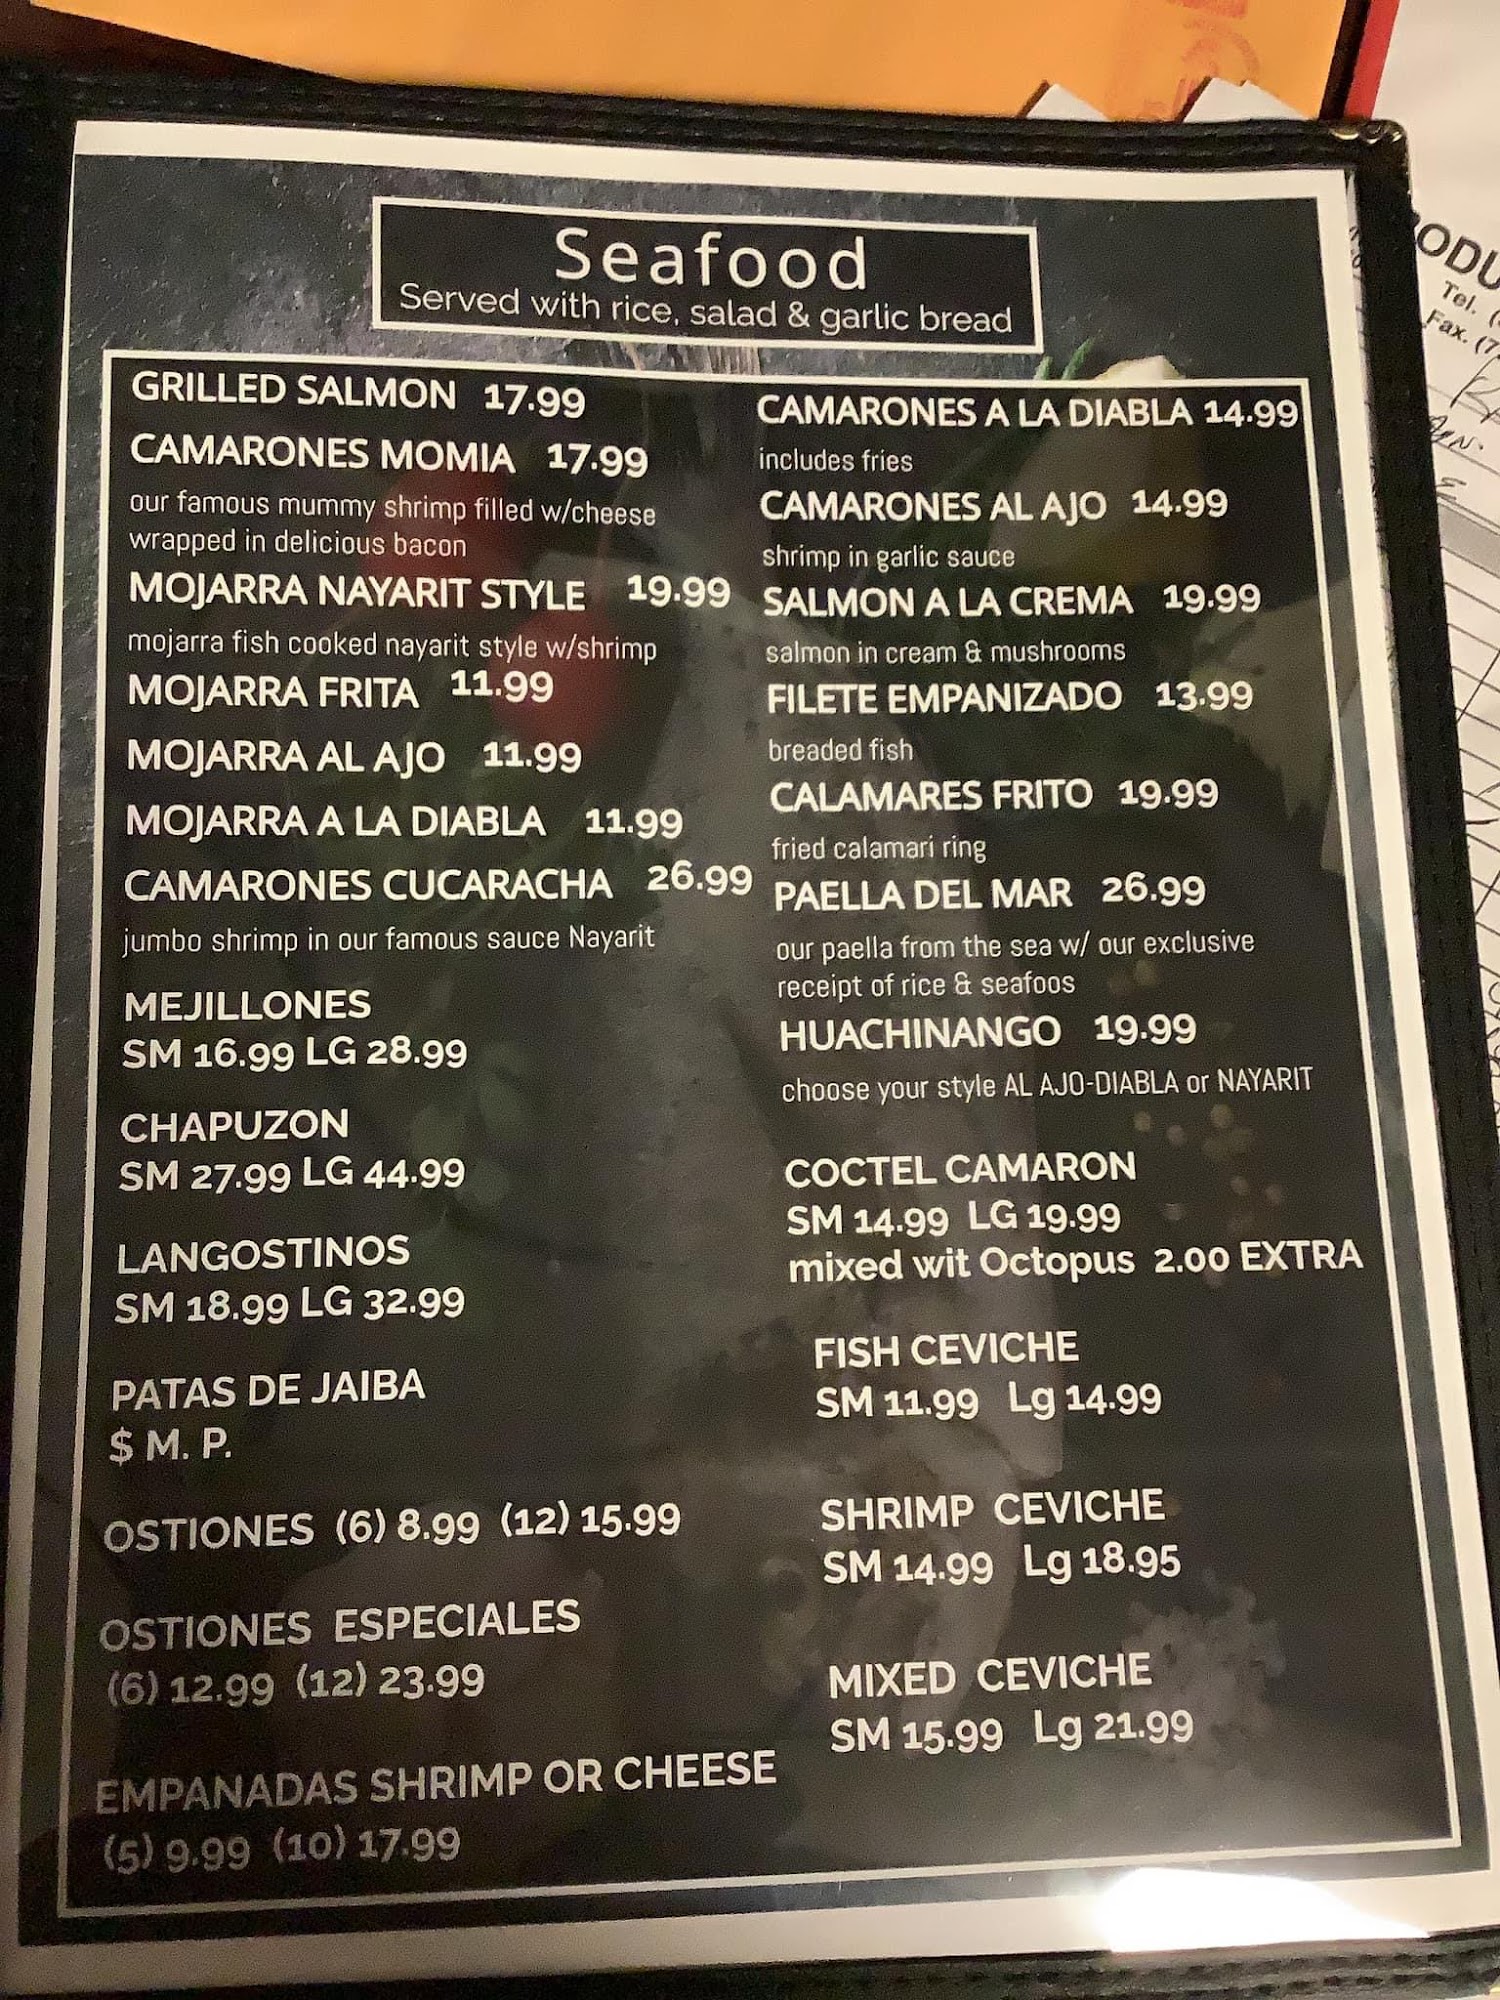 Seafood
Served with rice, salad & garlic bread
GRILLED SALMON 17.99
CAMARONES MOMIA 17.99
our famous mummy shrimp filled w/cheese
wrapped in delicious bacon
MOJARRA NAYARIT STYLE 19.99
mojarra fish cooked nayarit style w/shrimp
MOJARRA FRITA 11.99
MOJARRA AL AJO 11.99
MOJARRA A LA DIABLA 11.99
CAMARONES CUCARACHA 26.99
jumbo shrimp in our famous sauce Nayarit
MEJILLONES
SM 16.99 LG 28.99
CHAPUZON
SM 27.99 LG 44.99
LANGOSTINOS
SM 18.99 LG 32.99
PATAS DE JAIBA
$ M. P.
OSTIONES (6) 8.99 (12) 15.99
OSTIONES ESPECIALES
(6) 12.99 (12) 23.99
EMPANADAS SHRIMP OR CHEESE
(5) 9.99 (10) 17.99
CAMARONES A LA DIABLA 14.99
includes fries
CAMARONES AL AJO 14.99
shrimp in garlic sauce
SALMON A LA CREMA 19.99
salmon in cream & mushrooms
FILETE EMPANIZADO 13.99
breaded fish
CALAMARES FRITO 19.99
fried calamari ring
PAELLA DEL MAR 26.99
our paella from the sea w/ our exclusive
receipt of rice & seafoos
HUACHINANGO 19.99
choose your style AL AJO-DIABLA or NAYARIT
COCTEL CAMARON
SM 14.99 LG 19.99
mixed wit Octopus 2.00 EXTRA
FISH CEVICHE
SM 11.99 Lg 14.99
SHRIMP CEVICHE
SM 14.99 Lg 18.95
MIXED CEVICHE
SM 15.99 Lg 21.99
Tel. (
Fax. (7